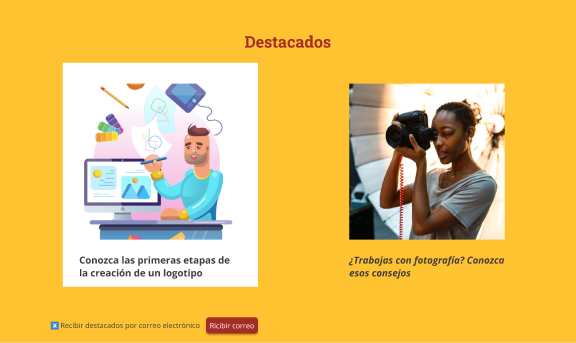 Destacados
Conozca las primeras etapas de
la creación de un logotipo
¿Trabajas con fotografía? Conozca
esos consejos
Recibir destacados por correo electrónico
Ricibir correo